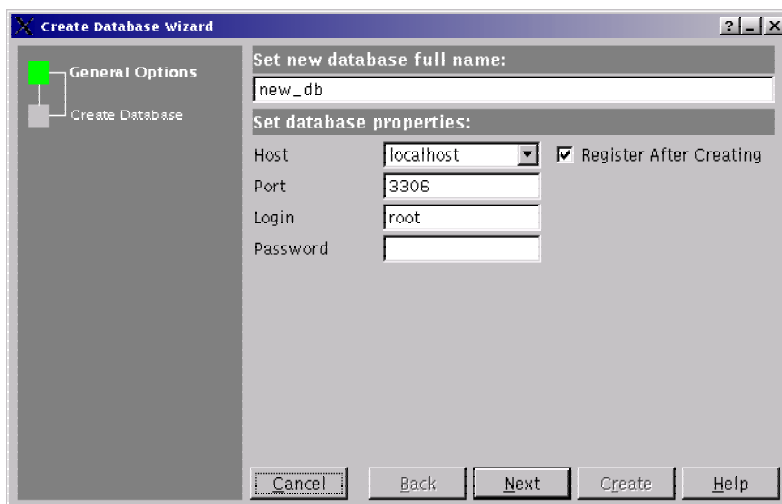 Create Database Wizard
General Options
Create Database
Set new database full name:
new_db
Set database properties:
Host
localhost
Register After Creating
Port
3306
Login
root
Password
Cancel
Back
Next
Create
Help